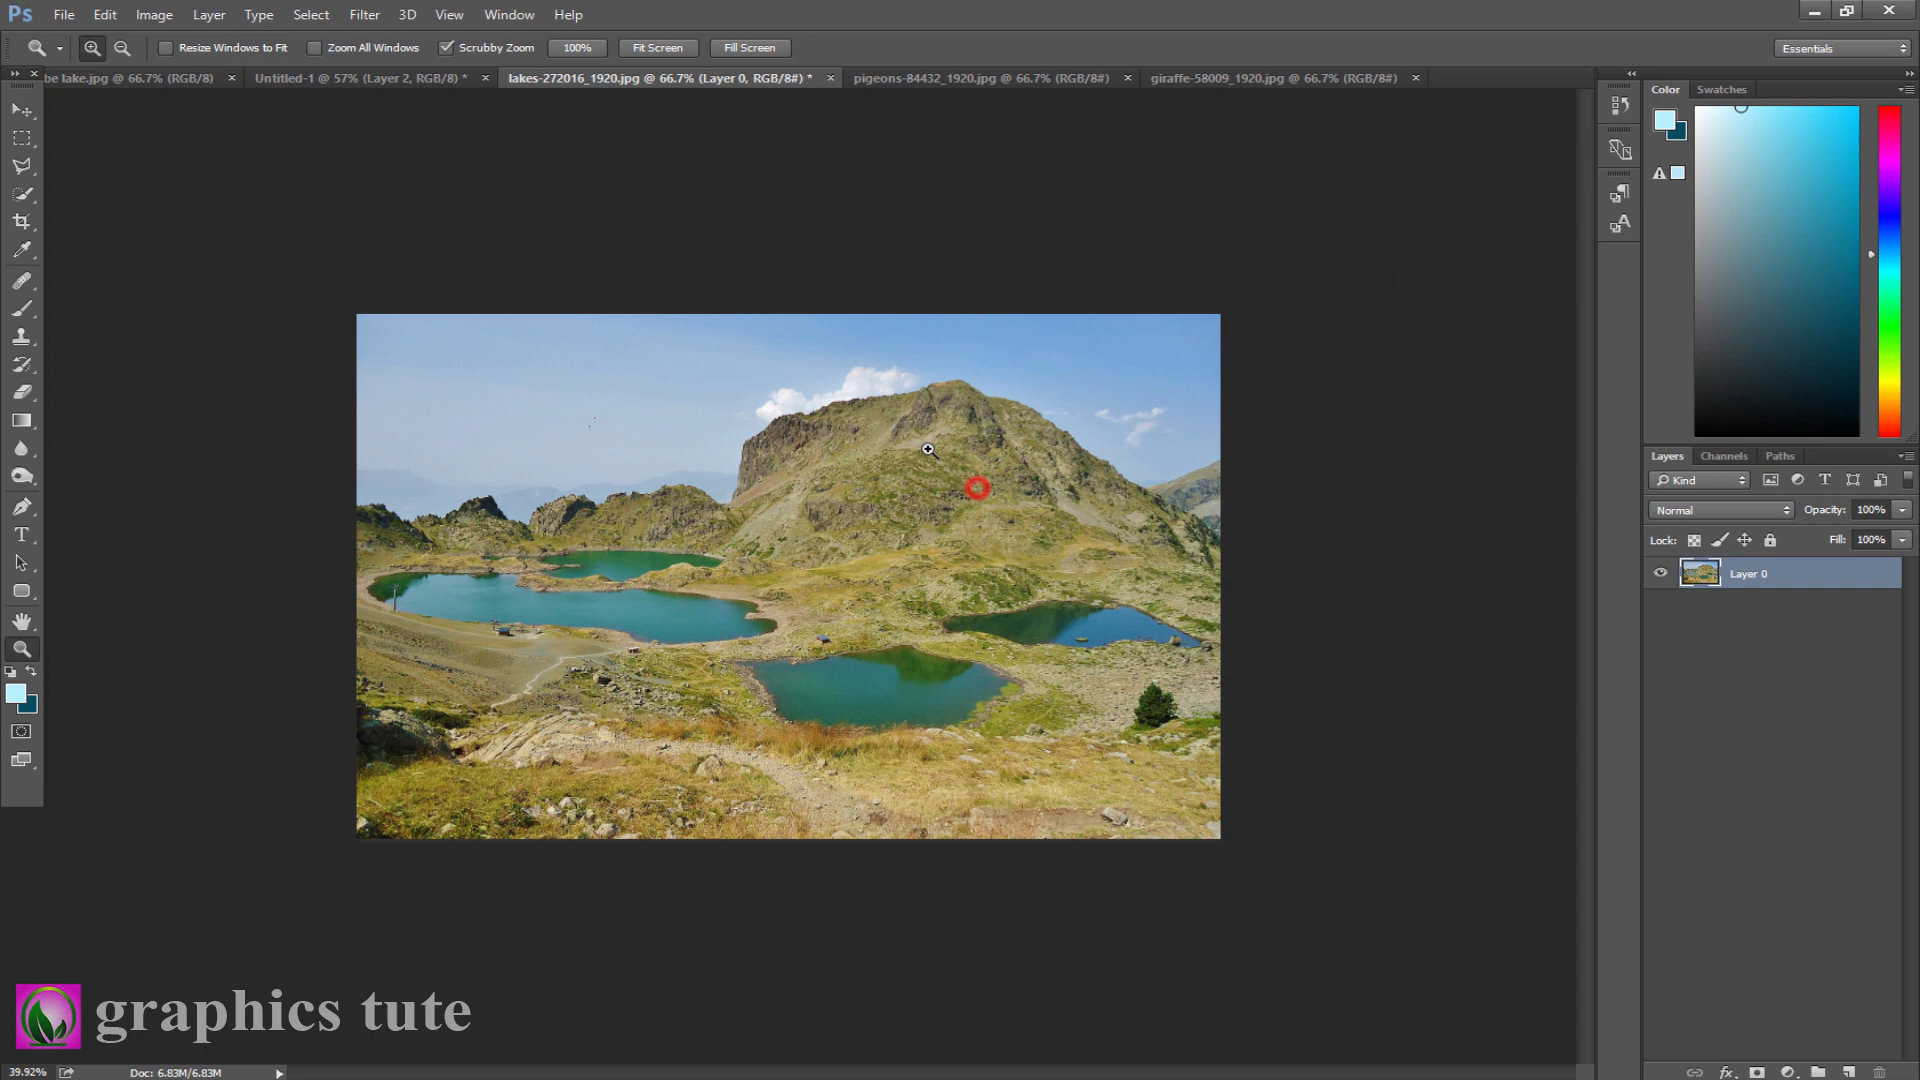 Ps File Edit Image Layer Type Select Filter 3D View Window Help
Resize Windows to Fit Zoom All Windows Scrubby Zoom 100% Fit Screen Fill Screen Essentials
be lake.jpg @ 66.7% (RGB/8) × Untitled-1 @ 57% (Layer 2, RGB/8) * × lakes-272016_1920.jpg @ 66.7% (Layer 0, RGB/8#) * × pigeons-84432_1920.jpg @ 66.7% (RGB/8#) × giraffe-58009_1920.jpg @ 66.7% (RGB/8#) ×
Color Swatches
Layers Channels Paths
Kind
Normal Opacity: 100%
Lock: Fill: 100%
Layer 0
graphics tute
39.92% Doc: 6.83M/6.83M